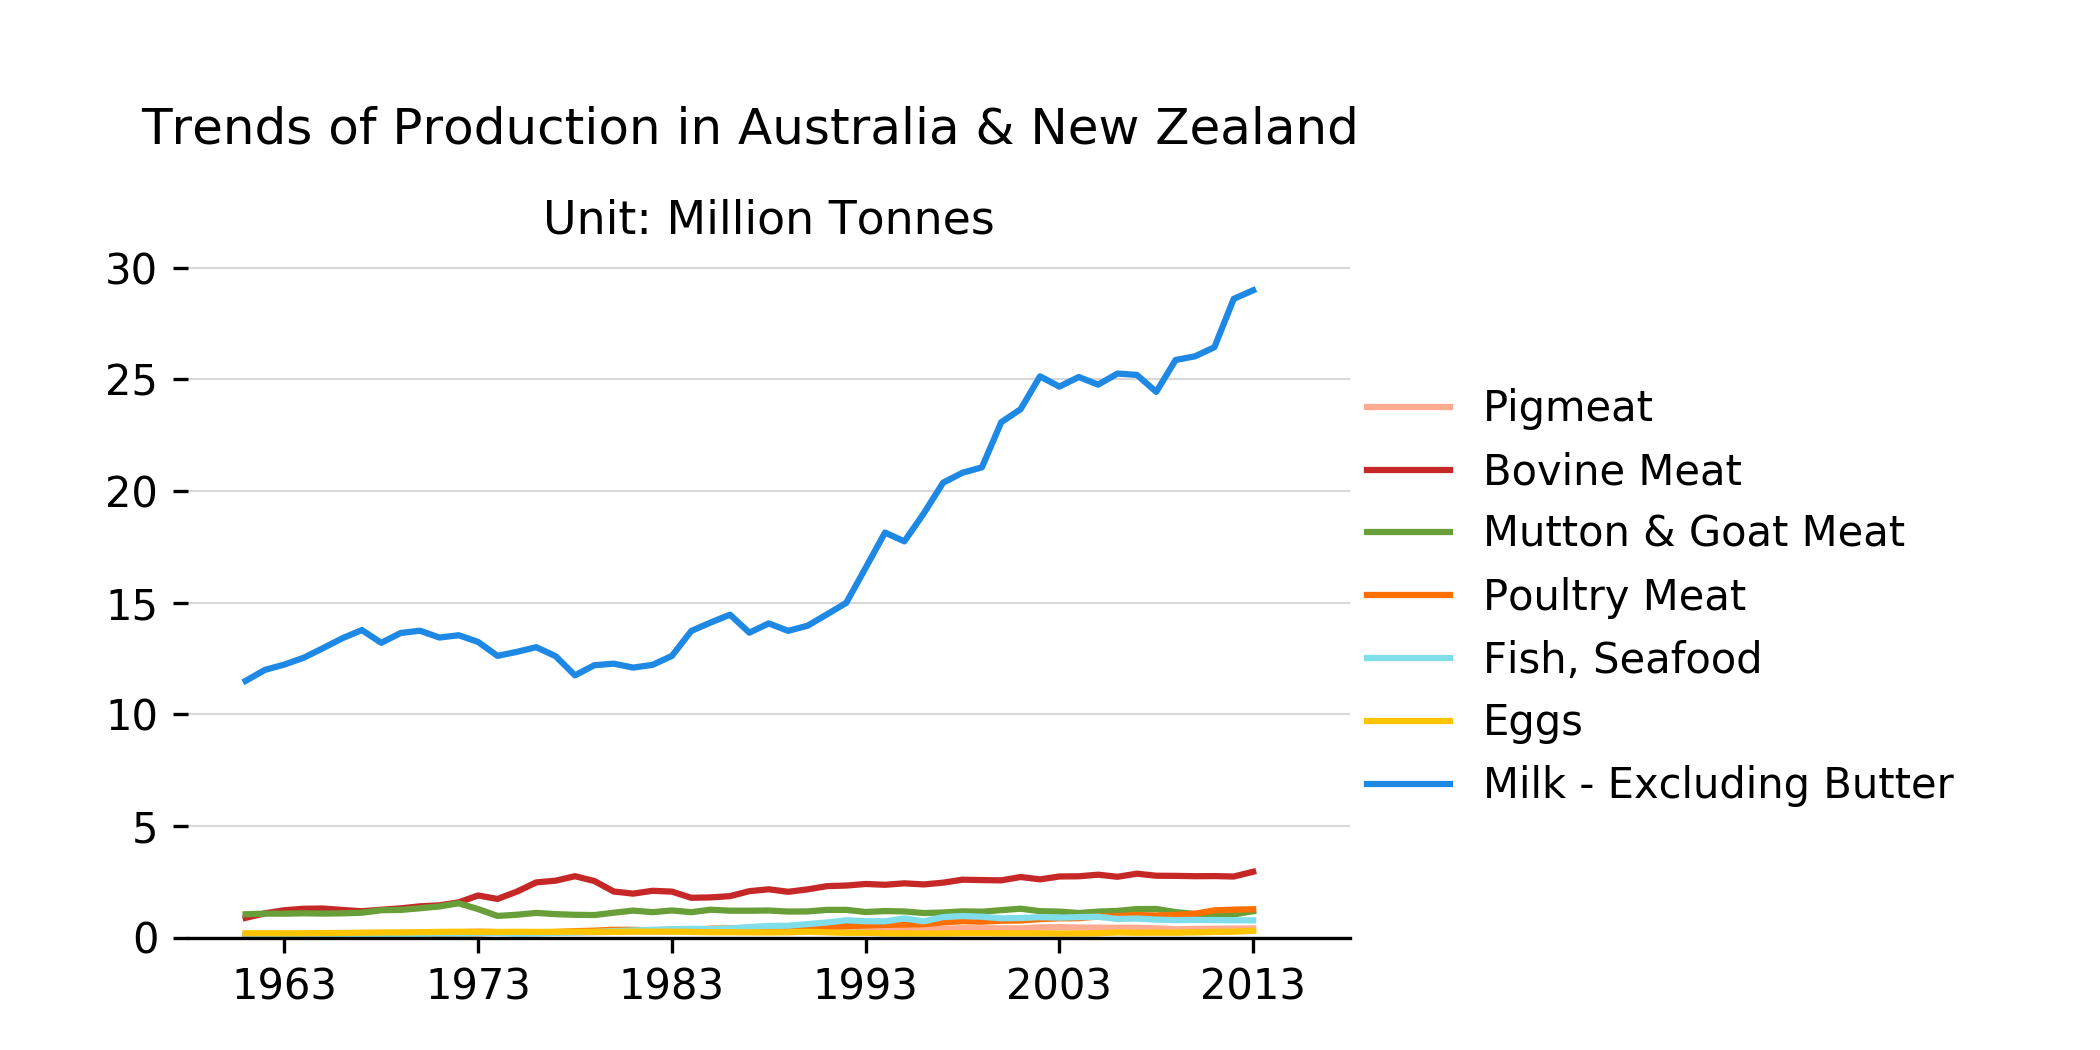 Trends of Production in Australia & New Zealand
Unit: Million Tonnes
30
25
20
15
10
5
0
1963 1973 1983 1993 2003 2013
Pigmeat
Bovine Meat
Mutton & Goat Meat
Poultry Meat
Fish, Seafood
Eggs
Milk - Excluding Butter